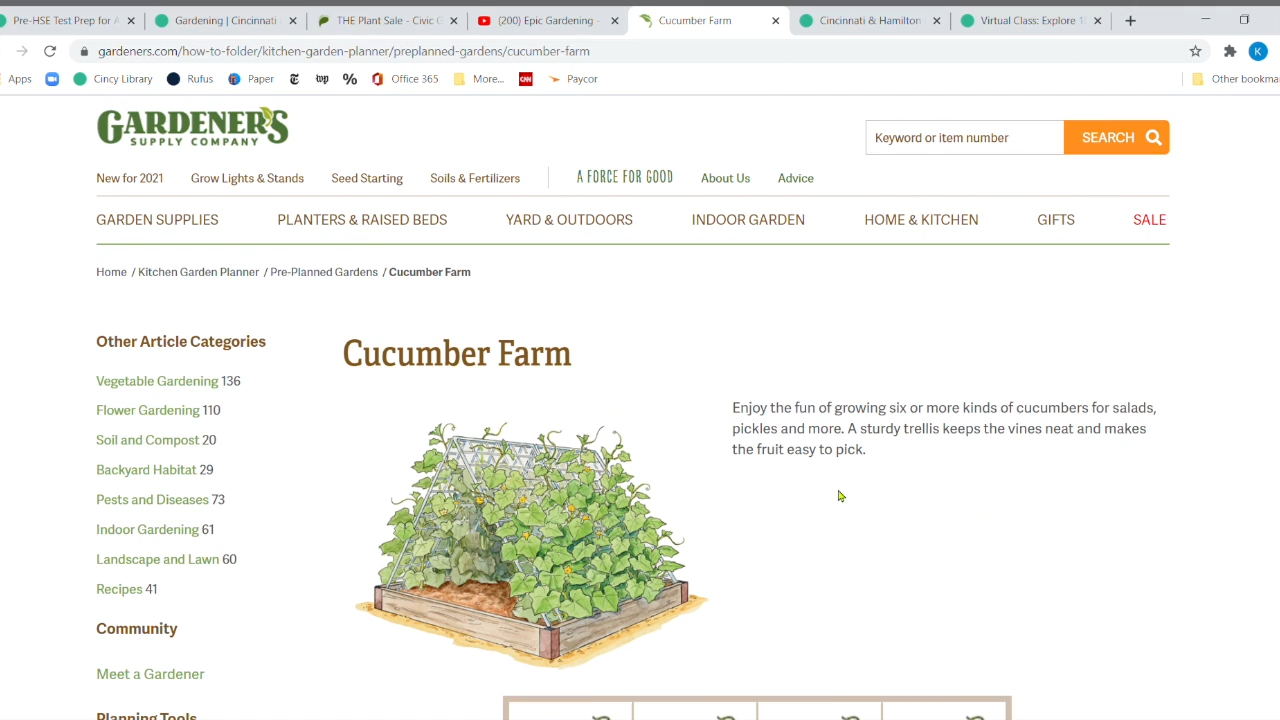 Pre-HSE Test Prep for A
Gardening | Cincinnati
THE Plant Sale - Civic G
(200) Epic Gardening -
Cucumber Farm
Cincinnati & Hamilton
Virtual Class: Explore 1
gardeners.com/how-to-folder/kitchen-garden-planner/preplanned-gardens/cucumber-farm
K
Apps
Cincy Library
Rufus
Paper
wp
%
Office 365
More...
CNN
Paycor
Other bookma
GARDENER'S
SUPPLY COMPANY
Keyword or item number
SEARCH
New for 2021 Grow Lights & Stands Seed Starting Soils & Fertilizers A FORCE FOR GOOD About Us Advice
GARDEN SUPPLIES PLANTERS & RAISED BEDS YARD & OUTDOORS INDOOR GARDEN HOME & KITCHEN GIFTS SALE
Home / Kitchen Garden Planner / Pre-Planned Gardens / Cucumber Farm
Other Article Categories
Vegetable Gardening 136
Flower Gardening 110
Soil and Compost 20
Backyard Habitat 29
Pests and Diseases 73
Indoor Gardening 61
Landscape and Lawn 60
Recipes 41
Community
Meet a Gardener
Planning Tools
Cucumber Farm
Enjoy the fun of growing six or more kinds of cucumbers for salads,
pickles and more. A sturdy trellis keeps the vines neat and makes
the fruit easy to pick.